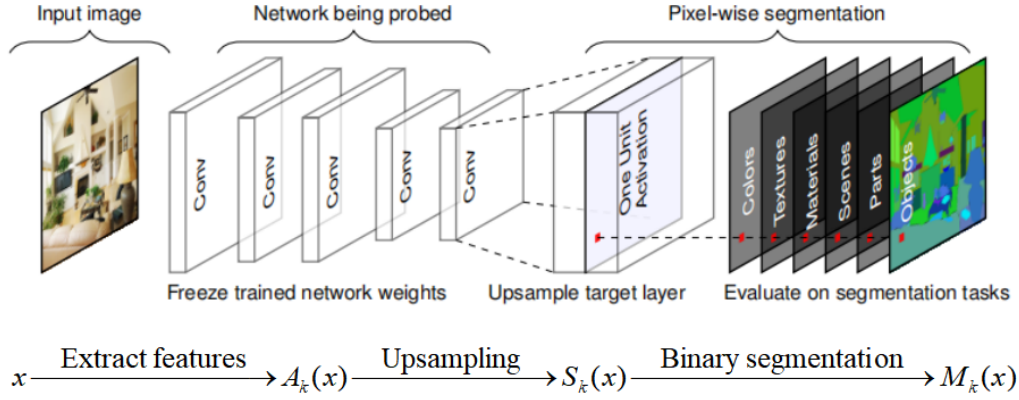 Input image
Network being probed
Pixel-wise segmentation
Conv
Conv
Conv
Conv
Conv
One Unit
Activation
Colors
Textures
Materials
Scenes
Parts
Objects
Freeze trained network weights
Upsample target layer
Evaluate on segmentation tasks
x Extract features A_k(x) Upsampling S_k(x) Binary segmentation M_k(x)